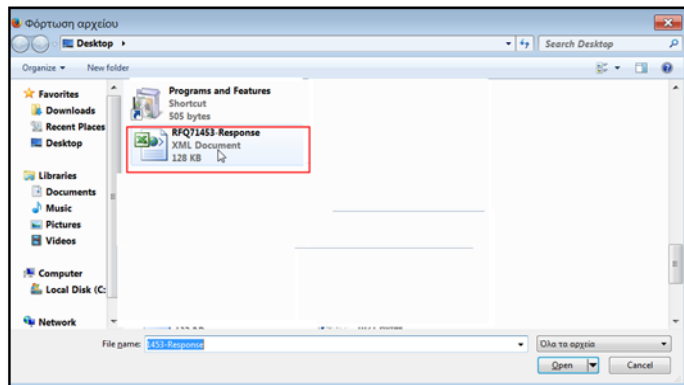 Φόρτωση αρχείου
Desktop
Search Desktop
Organize
New folder
Favorites
Downloads
Recent Places
Desktop
Libraries
Documents
Music
Pictures
Videos
Computer
Local Disk (C:
Network
Programs and Features
Shortcut
505 bytes
RFQ71453-Response
XML Document
128 KB
File name:
1453-Response
Όλα τα αρχεία
Open
Cancel